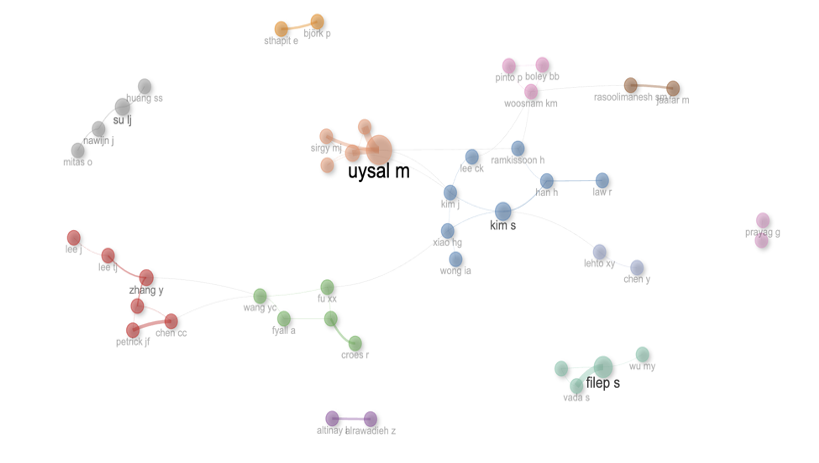 bjork p
sthapit e
pinto p
boley bb
huang ss
woosnam km
rasoolimanesh sm
jaafar m
su lj
nawijn j
sirgy mj
mitas o
uysal m
ramkissoon h
lee ck
han h
law r
kim j
kim s
prayag g
lee j
xiao hg
lee tj
lehto xy
wong ia
chen y
zhang y
fu xx
wang yc
chen cc
fyall a
petrick jf
croes r
wu my
filep s
vada s
altinay l
alrawadieh z